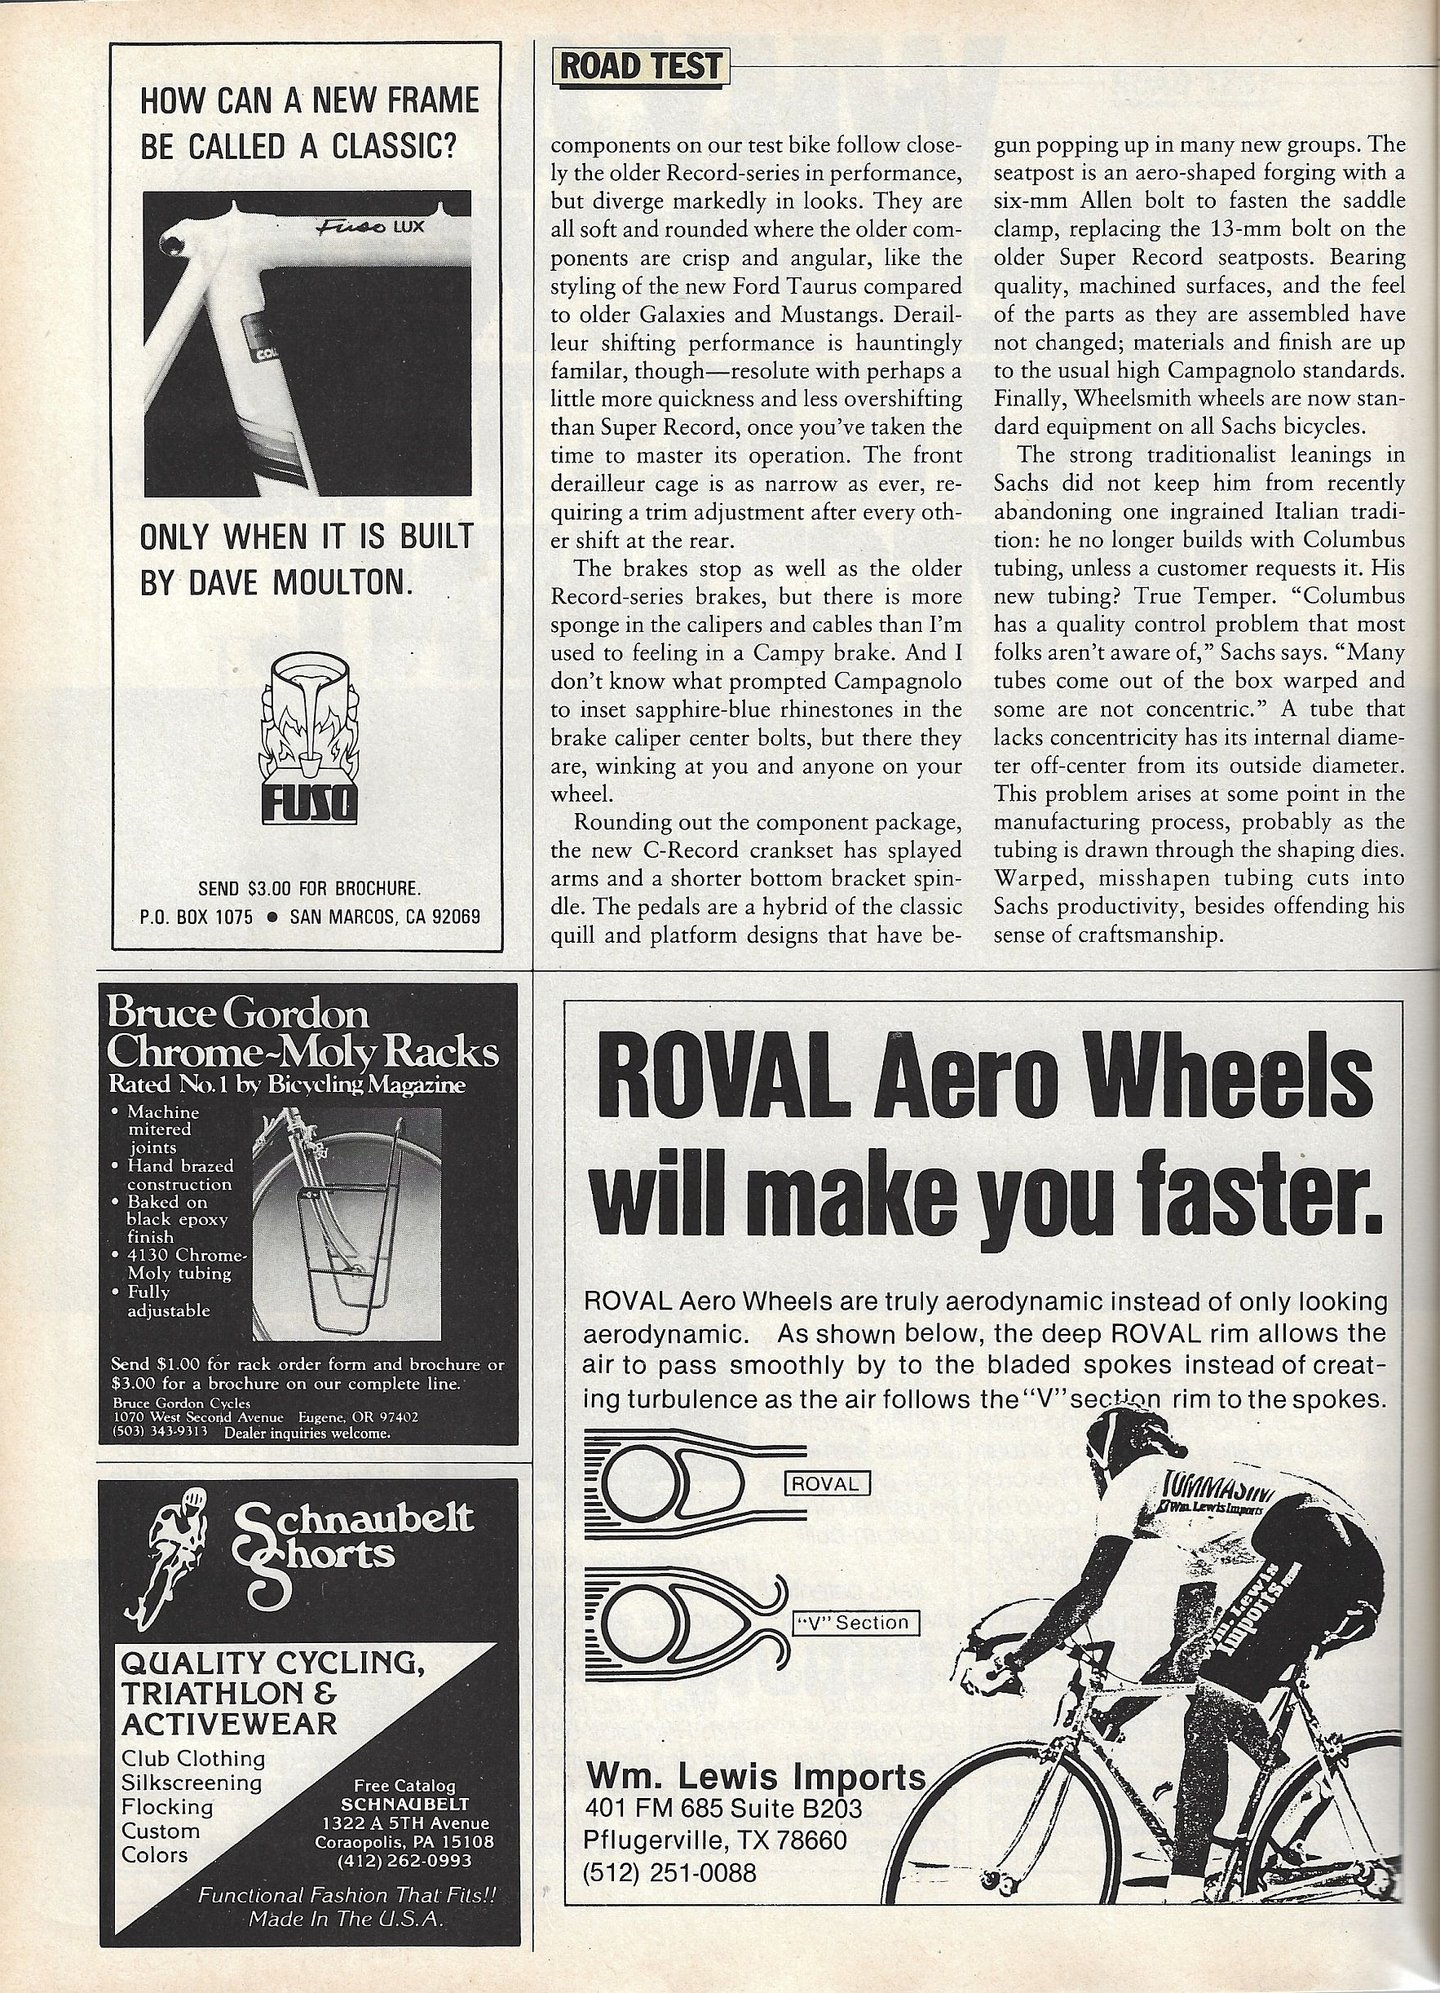 HOW CAN A NEW FRAME
BE CALLED A CLASSIC?
Fuso LUX
COL
ONLY WHEN IT IS BUILT
BY DAVE MOULTON.
FUSO
SEND $3.00 FOR BROCHURE.
P.O. BOX 1075 ● SAN MARCOS, CA 92069
Bruce Gordon
Chrome~Moly Racks
Rated No. 1 by Bicycling Magazine
• Machine
mitered
joints
• Hand brazed
construction
• Baked on
black epoxy
finish
• 4130 Chrome-
Moly tubing
• Fully
adjustable
Send $1.00 for rack order form and brochure or
$3.00 for a brochure on our complete line.
Bruce Gordon Cycles
1070 West Second Avenue Eugene, OR 97402
(503) 343-9313 Dealer inquiries welcome.
Schnaubelt
Shorts
QUALITY CYCLING,
TRIATHLON &
ACTIVEWEAR
Club Clothing
Silkscreening
Flocking
Custom
Colors
Free Catalog
SCHNAUBELT
1322 A 5TH Avenue
Coraopolis, PA 15108
(412) 262-0993
Functional Fashion That Fits!!
Made In The U.S.A.
ROAD TEST
components on our test bike follow close-
ly the older Record-series in performance,
but diverge markedly in looks. They are
all soft and rounded where the older com-
ponents are crisp and angular, like the
styling of the new Ford Taurus compared
to older Galaxies and Mustangs. Derail-
leur shifting performance is hauntingly
familar, though—resolute with perhaps a
little more quickness and less overshifting
than Super Record, once you've taken the
time to master its operation. The front
derailleur cage is as narrow as ever, re-
quiring a trim adjustment after every oth-
er shift at the rear.
The brakes stop as well as the older
Record-series brakes, but there is more
sponge in the calipers and cables than I'm
used to feeling in a Campy brake. And I
don't know what prompted Campagnolo
to inset sapphire-blue rhinestones in the
brake caliper center bolts, but there they
are, winking at you and anyone on your
wheel.
Rounding out the component package,
the new C-Record crankset has splayed
arms and a shorter bottom bracket spin-
dle. The pedals are a hybrid of the classic
quill and platform designs that have be-
gun popping up in many new groups. The
seatpost is an aero-shaped forging with a
six-mm Allen bolt to fasten the saddle
clamp, replacing the 13-mm bolt on the
older Super Record seatposts. Bearing
quality, machined surfaces, and the feel
of the parts as they are assembled have
not changed; materials and finish are up
to the usual high Campagnolo standards.
Finally, Wheelsmith wheels are now stan-
dard equipment on all Sachs bicycles.
The strong traditionalist leanings in
Sachs did not keep him from recently
abandoning one ingrained Italian tradi-
tion: he no longer builds with Columbus
tubing, unless a customer requests it. His
new tubing? True Temper. “Columbus
has a quality control problem that most
folks aren't aware of,” Sachs says. “Many
tubes come out of the box warped and
some are not concentric.” A tube that
lacks concentricity has its internal diame-
ter off-center from its outside diameter.
This problem arises at some point in the
manufacturing process, probably as the
tubing is drawn through the shaping dies.
Warped, misshapen tubing cuts into
Sachs productivity, besides offending his
sense of craftsmanship.
ROVAL Aero Wheels
will make you faster.
ROVAL Aero Wheels are truly aerodynamic instead of only looking
aerodynamic. As shown below, the deep ROVAL rim allows the
air to pass smoothly by to the bladed spokes instead of creat-
ing turbulence as the air follows the “V” section rim to the spokes.
ROVAL
“V” Section
TOMMASINI
Wm. Lewis Imports
Wm. Lewis
Imports
Wm. Lewis Imports
401 FM 685 Suite B203
Pflugerville, TX 78660
(512) 251-0088